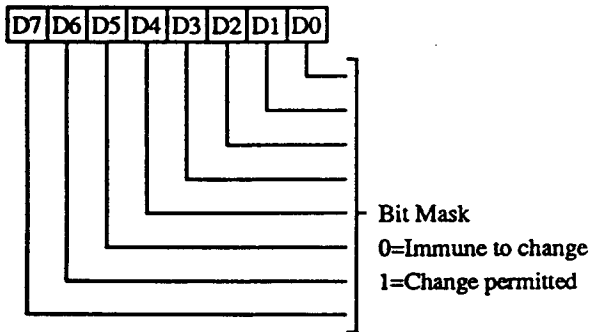 D7 D6 D5 D4 D3 D2 D1 D0
Bit Mask
0=Immune to change
1=Change permitted